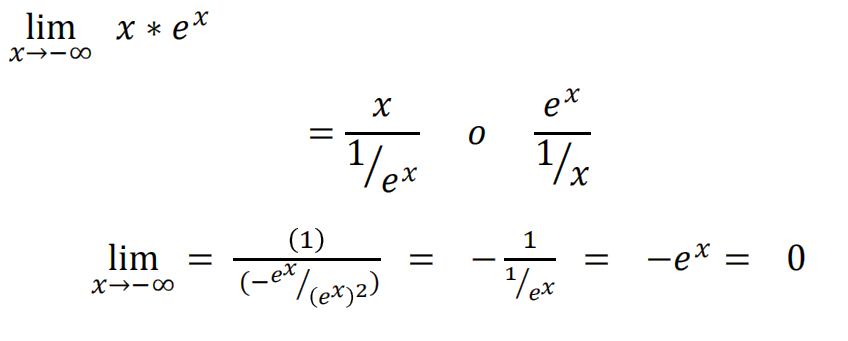 lim x→−∞ x * e^x
= x / (1/e^x) o e^x / (1/x)
lim x→−∞ = (1) / (−e^x/(e^x)^2) = − 1 / (1/e^x) = −e^x = 0